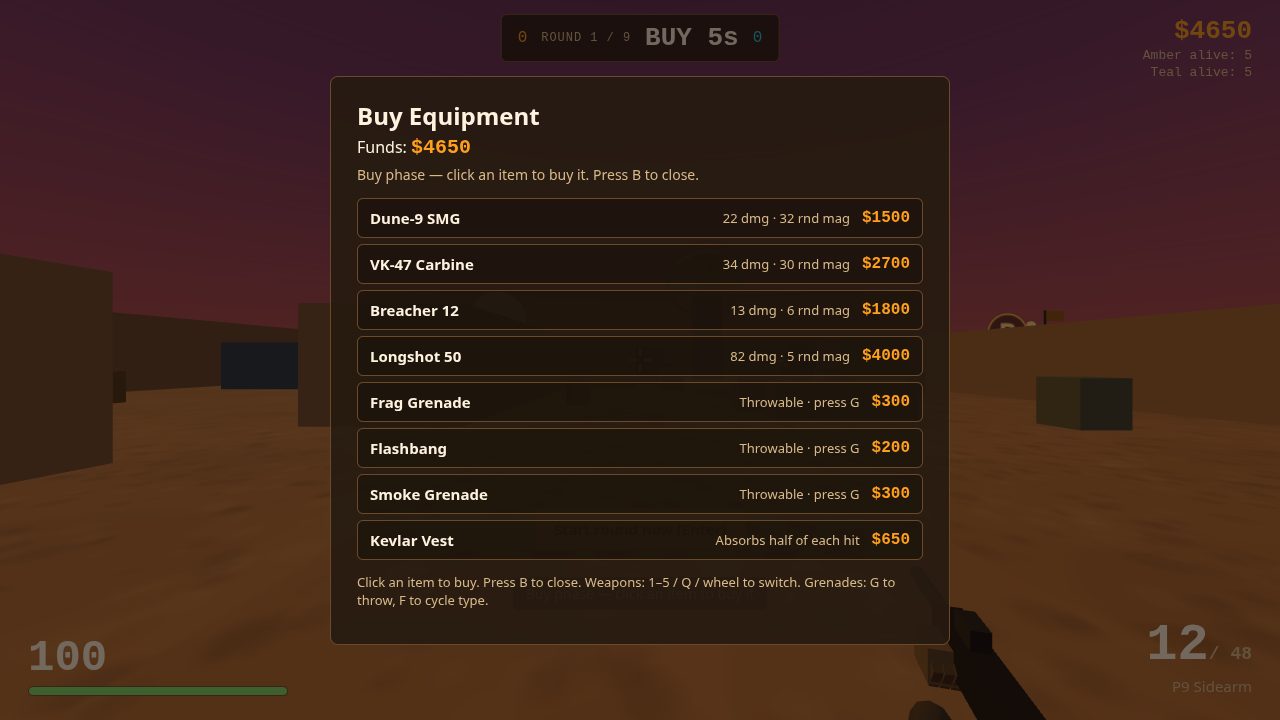 0 ROUND 1 / 9 BUY 5s 0
$4650
Amber alive: 5
Teal alive: 5
Buy Equipment
Funds: $4650
Buy phase — click an item to buy it. Press B to close.
Dune-9 SMG 22 dmg · 32 rnd mag $1500
VK-47 Carbine 34 dmg · 30 rnd mag $2700
Breacher 12 13 dmg · 6 rnd mag $1800
Longshot 50 82 dmg · 5 rnd mag $4000
Frag Grenade Throwable · press G $300
Flashbang Throwable · press G $200
Smoke Grenade Throwable · press G $300
Kevlar Vest Absorbs half of each hit $650
Click an item to buy. Press B to close. Weapons: 1–5 / Q / wheel to switch. Grenades: G to
throw, F to cycle type.
100
12 / 48
P9 Sidearm